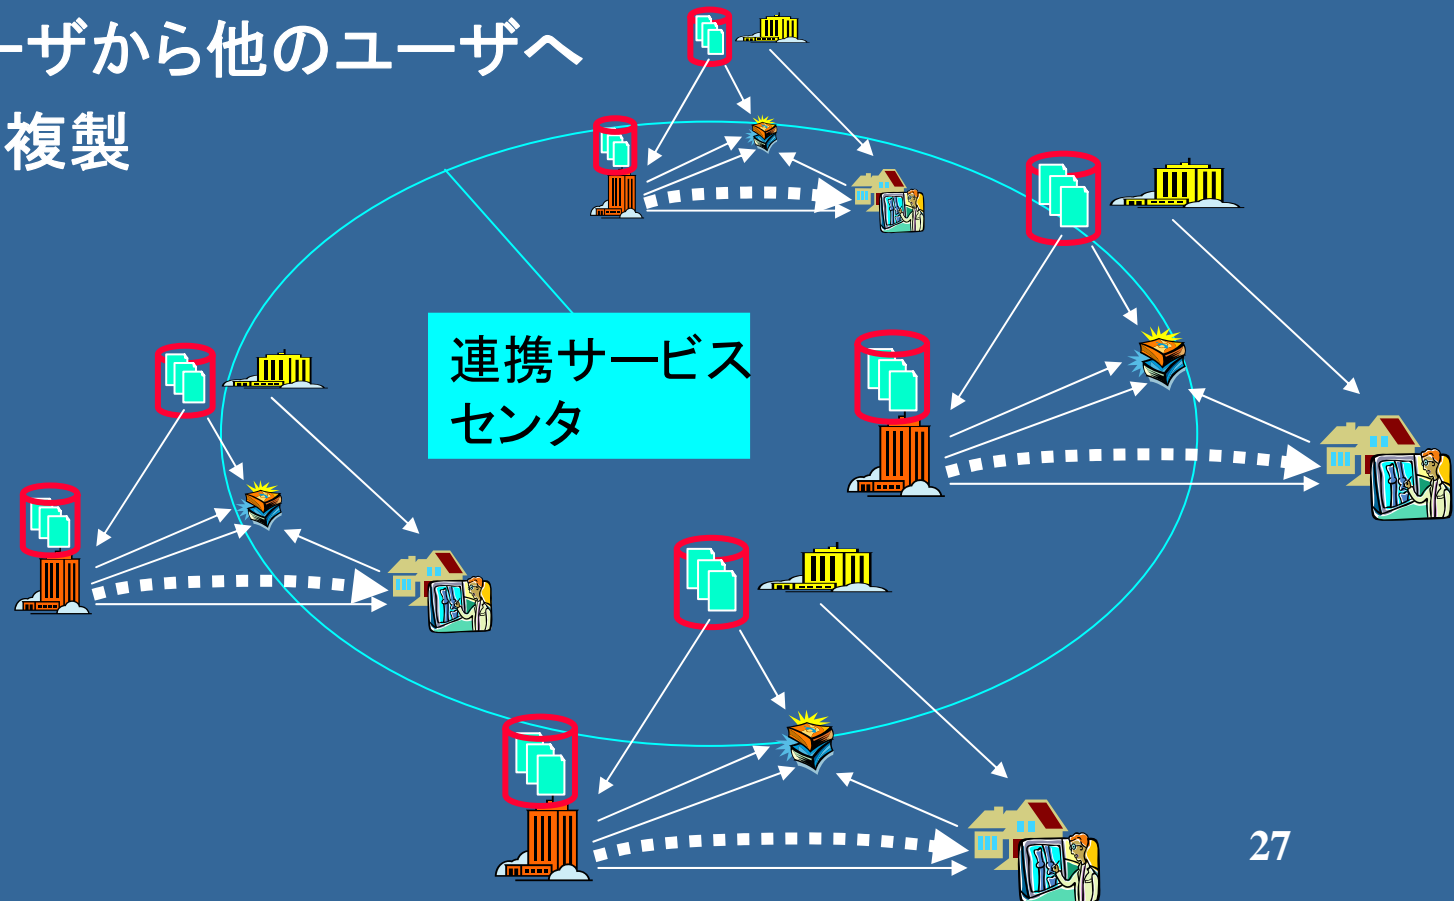 ーザから他のユーザへ
複製
連携サービス
センタ
27